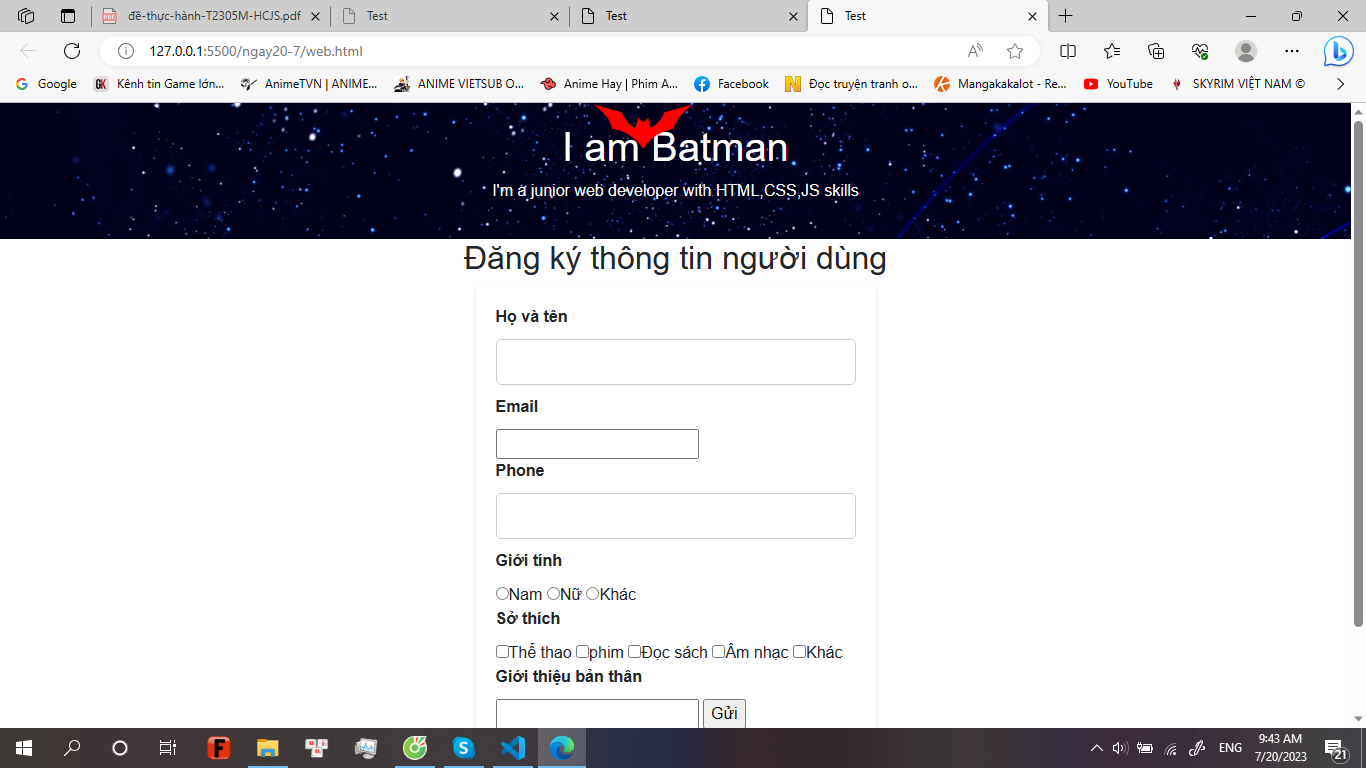 đề-thực-hành-T2305M-HCJS.pdf
Test
Test
Test
127.0.0.1:5500/ngay20-7/web.html
Google
GK
Kênh tin Game lớn...
AnimeTVN | ANIME...
ANIME VIETSUB O...
Anime Hay | Phim A...
Facebook
Đọc truyện tranh o...
Mangakakalot - Re...
YouTube
SKYRIM VIỆT NAM ©
I am Batman
I'm a junior web developer with HTML,CSS,JS skills
Đăng ký thông tin người dùng
Họ và tên
Email
Phone
Giới tính
Nam Nữ Khác
Sở thích
Thể thao phim Đọc sách Âm nhạc Khác
Giới thiệu bản thân
Gửi
ENG
9:43 AM
7/20/2023
21